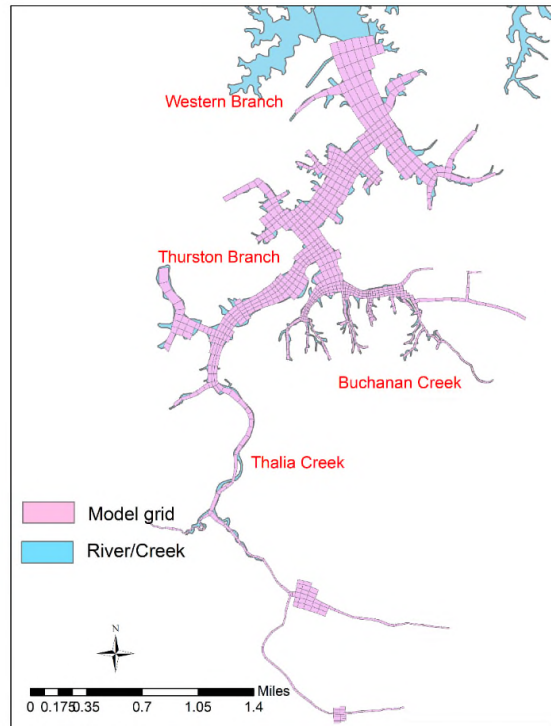 Western Branch
Thurston Branch
Buchanan Creek
Thalia Creek
Model grid
River/Creek
N
Miles
0 0.175 0.35 0.7 1.05 1.4